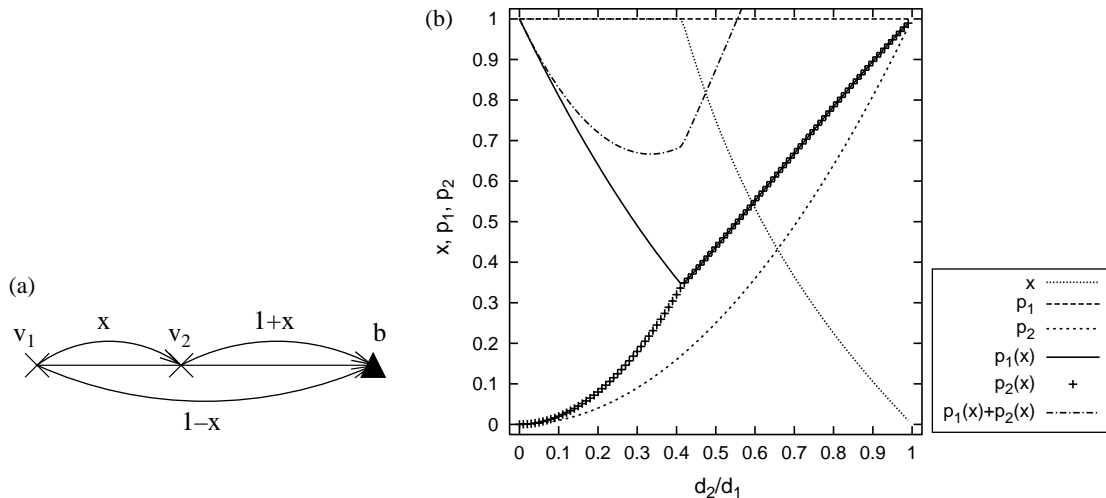 (a)
v1
x
v2
1+x
b
1−x
(b)
1
0.9
0.8
0.7
0.6
0.5
0.4
0.3
0.2
0.1
0
x, p1, p2
0 0.1 0.2 0.3 0.4 0.5 0.6 0.7 0.8 0.9 1
d2/d1
x
p1
p2
p1(x)
p2(x)
p1(x)+p2(x)